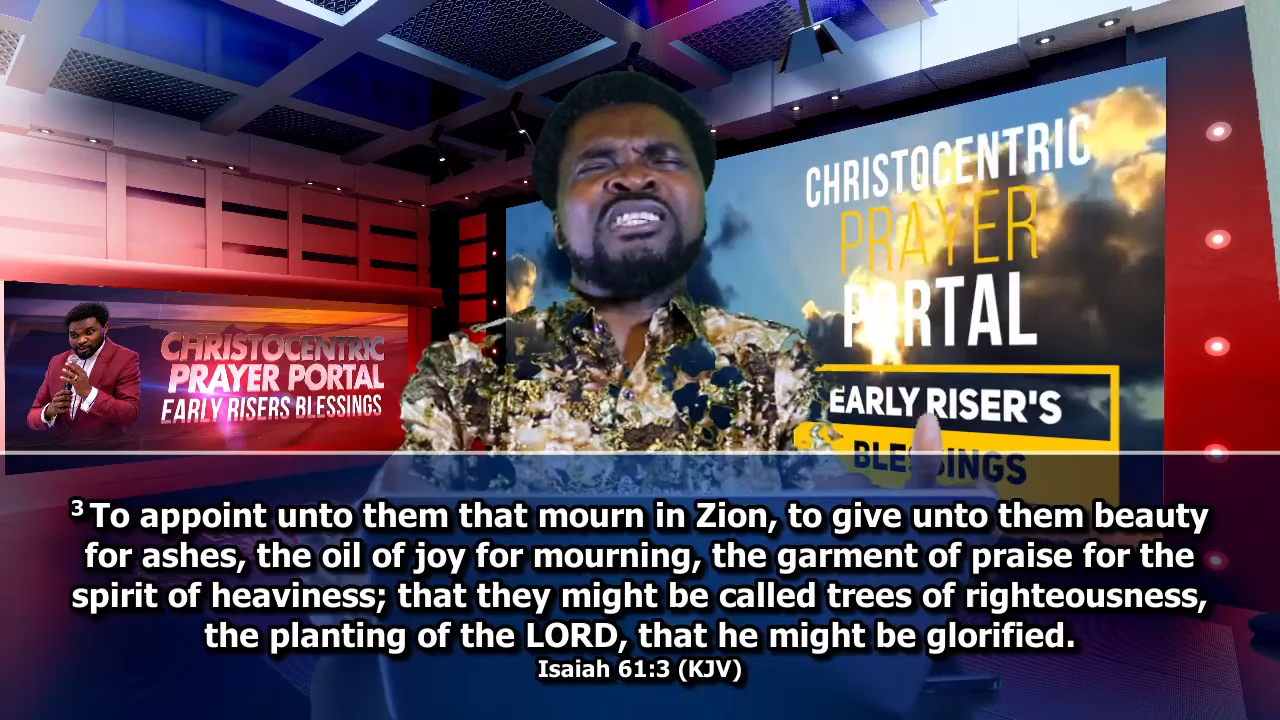 CHRISTOCENTRIC
PRAYER
PORTAL
EARLY RISER'S
BLESSINGS
CHRISTOCENTRIC
PRAYER PORTAL
EARLY RISERS BLESSINGS
3 To appoint unto them that mourn in Zion, to give unto them beauty
for ashes, the oil of joy for mourning, the garment of praise for the
spirit of heaviness; that they might be called trees of righteousness,
the planting of the LORD, that he might be glorified.
Isaiah 61:3 (KJV)